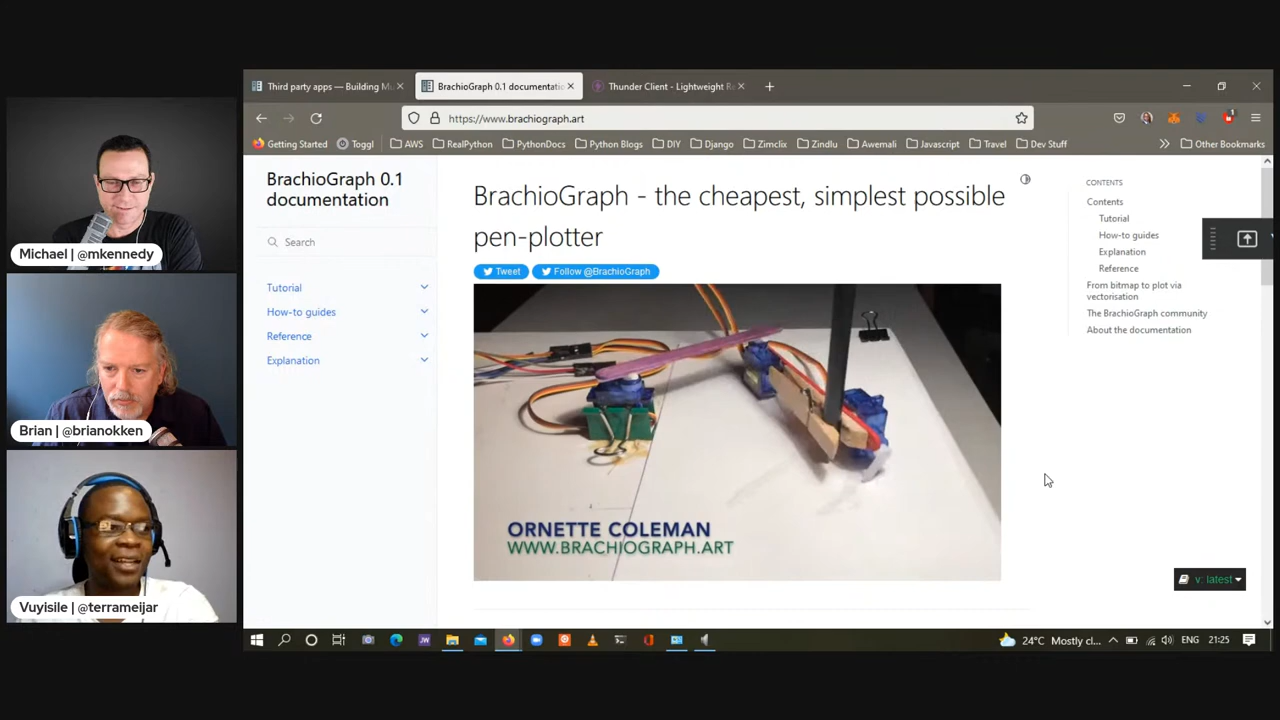 Michael | @mkennedy
Brian | @brianokken
Vuyisile | @terrameijar
Third party apps — Building Mu
BrachioGraph 0.1 documentatio
Thunder Client - Lightweight R
https://www.brachiograph.art
Getting Started
Toggl
AWS
RealPython
PythonDocs
Python Blogs
DIY
Django
Zimclix
Zindlu
Awemali
Javascript
Travel
Dev Stuff
Other Bookmarks
BrachioGraph 0.1
documentation
Search
Tutorial
How-to guides
Reference
Explanation
BrachioGraph - the cheapest, simplest possible
pen-plotter
Tweet
Follow @BrachioGraph
ORNETTE COLEMAN
WWW.BRACHIOGRAPH.ART
CONTENTS
Contents
Tutorial
How-to guides
Explanation
Reference
From bitmap to plot via
vectorisation
The BrachioGraph community
About the documentation
v: latest
24°C Mostly cl...
ENG
21:25